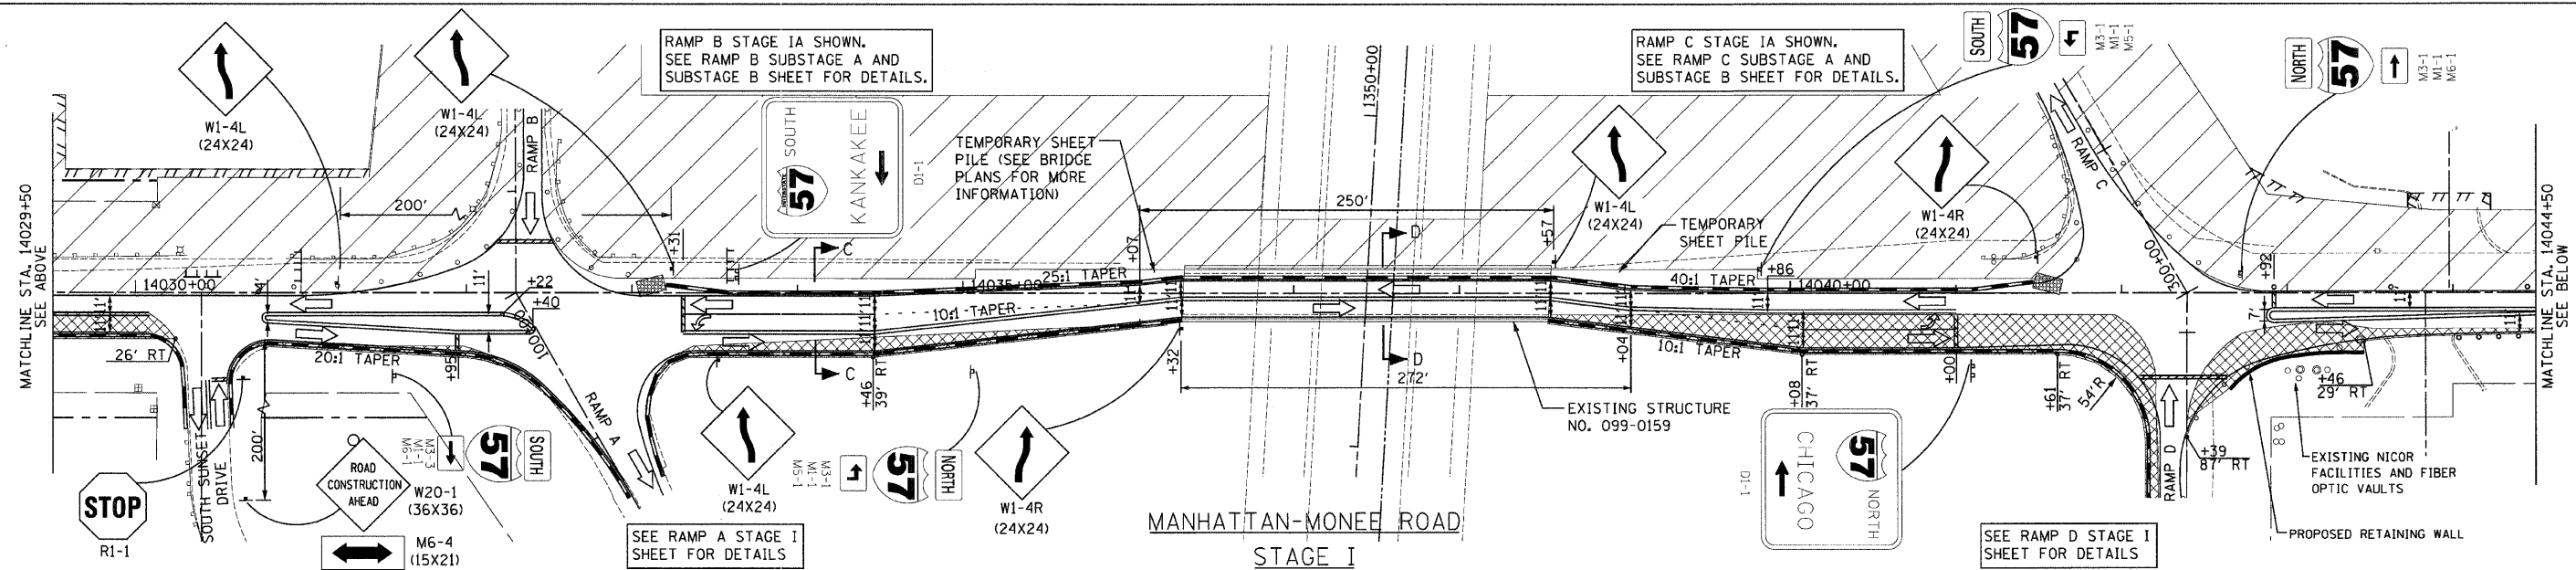 MATCHLINE STA. 14029+50
SEE ABOVE
W1-4L
(24X24)
W1-4L
(24X24)
RAMP B
RAMP B STAGE IA SHOWN.
SEE RAMP B SUBSTAGE A AND
SUBSTAGE B SHEET FOR DETAILS.
57 SOUTH
KANKAKEE
D1-1
TEMPORARY SHEET
PILE (SEE BRIDGE
PLANS FOR MORE
INFORMATION)
1350+00
RAMP C STAGE IA SHOWN.
SEE RAMP C SUBSTAGE A AND
SUBSTAGE B SHEET FOR DETAILS.
SOUTH
57
M3-1
M1-1
M5-1
NORTH
57
M3-1
M1-1
M6-1
W1-4L
(24X24)
W1-4R
(24X24)
TEMPORARY
SHEET PILE
RAMP C
300+00
200'
250'
+31
+07
+57
+86
+92
C
D
14030+00
4'
11'
+22
+40
14035+00
25:1 TAPER
40:1 TAPER
14040+00
11'
11'
11'
10:1 TAPER
7'
11'
11'
26' RT
20:1 TAPER
+95
100+00
RAMP A
C
+46
39' RT
+32
D
272'
+04
10:1 TAPER
+08
37' RT
+00
+61
37' RT
54'R
+46
29' RT
MATCHLINE STA. 14044+50
SEE BELOW
STOP
R1-1
SOUTH SUNSET
DRIVE
200'
ROAD
CONSTRUCTION
AHEAD
W20-1
(36X36)
M6-4
(15X21)
M3-3
M1-1
M6-1
57
SOUTH
SEE RAMP A STAGE I
SHEET FOR DETAILS
W1-4L
(24X24)
M3-1
M1-1
M5-1
57
NORTH
W1-4R
(24X24)
EXISTING STRUCTURE
NO. 099-0159
MANHATTAN-MONEE ROAD
STAGE I
D1-1
CHICAGO
57 NORTH
RAMP D
+39
87' RT
SEE RAMP D STAGE I
SHEET FOR DETAILS
EXISTING NICOR
FACILITIES AND FIBER
OPTIC VAULTS
PROPOSED RETAINING WALL